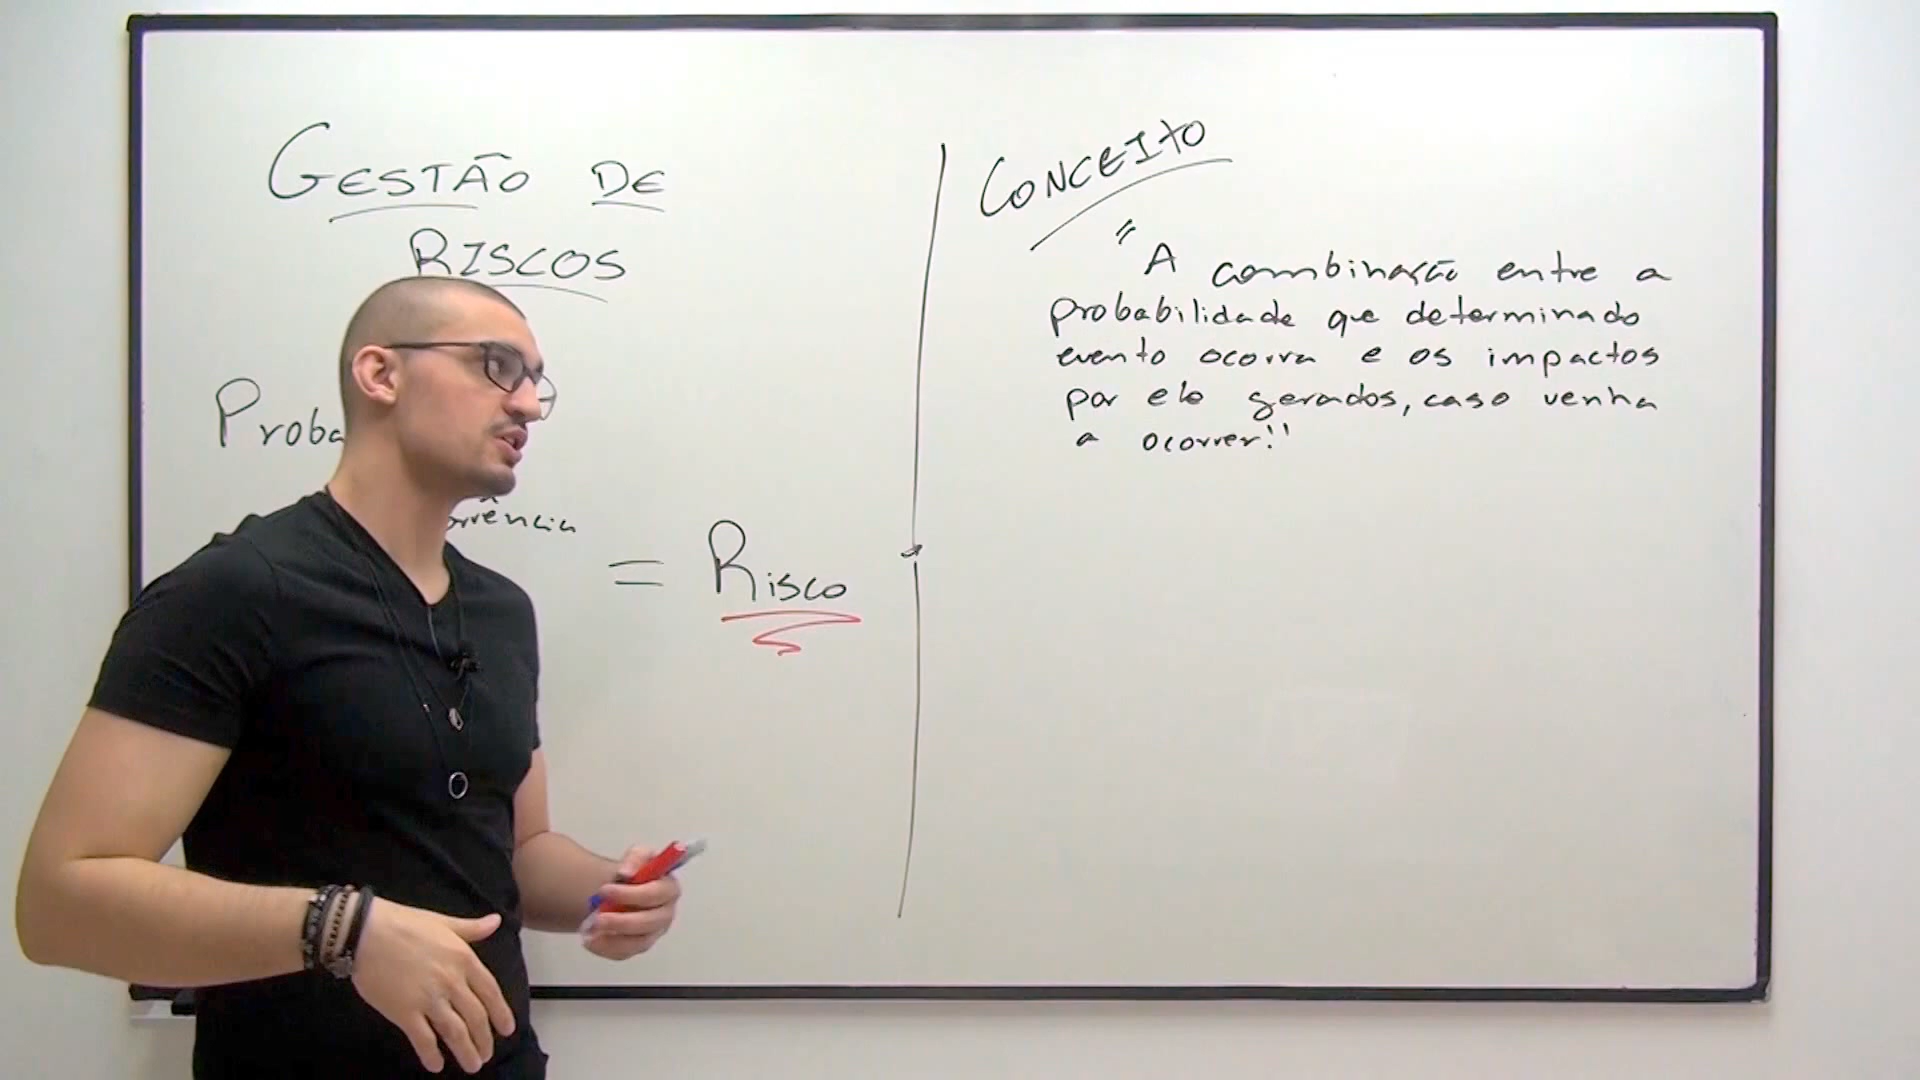 GESTÃO DE
RISCOS
Proba
rrência
= RISCO
CONCEITO
"A combinação entre a
probabilidade que determinado
evento ocorra e os impactos
por ele gerados, caso venha
a ocorrer!"